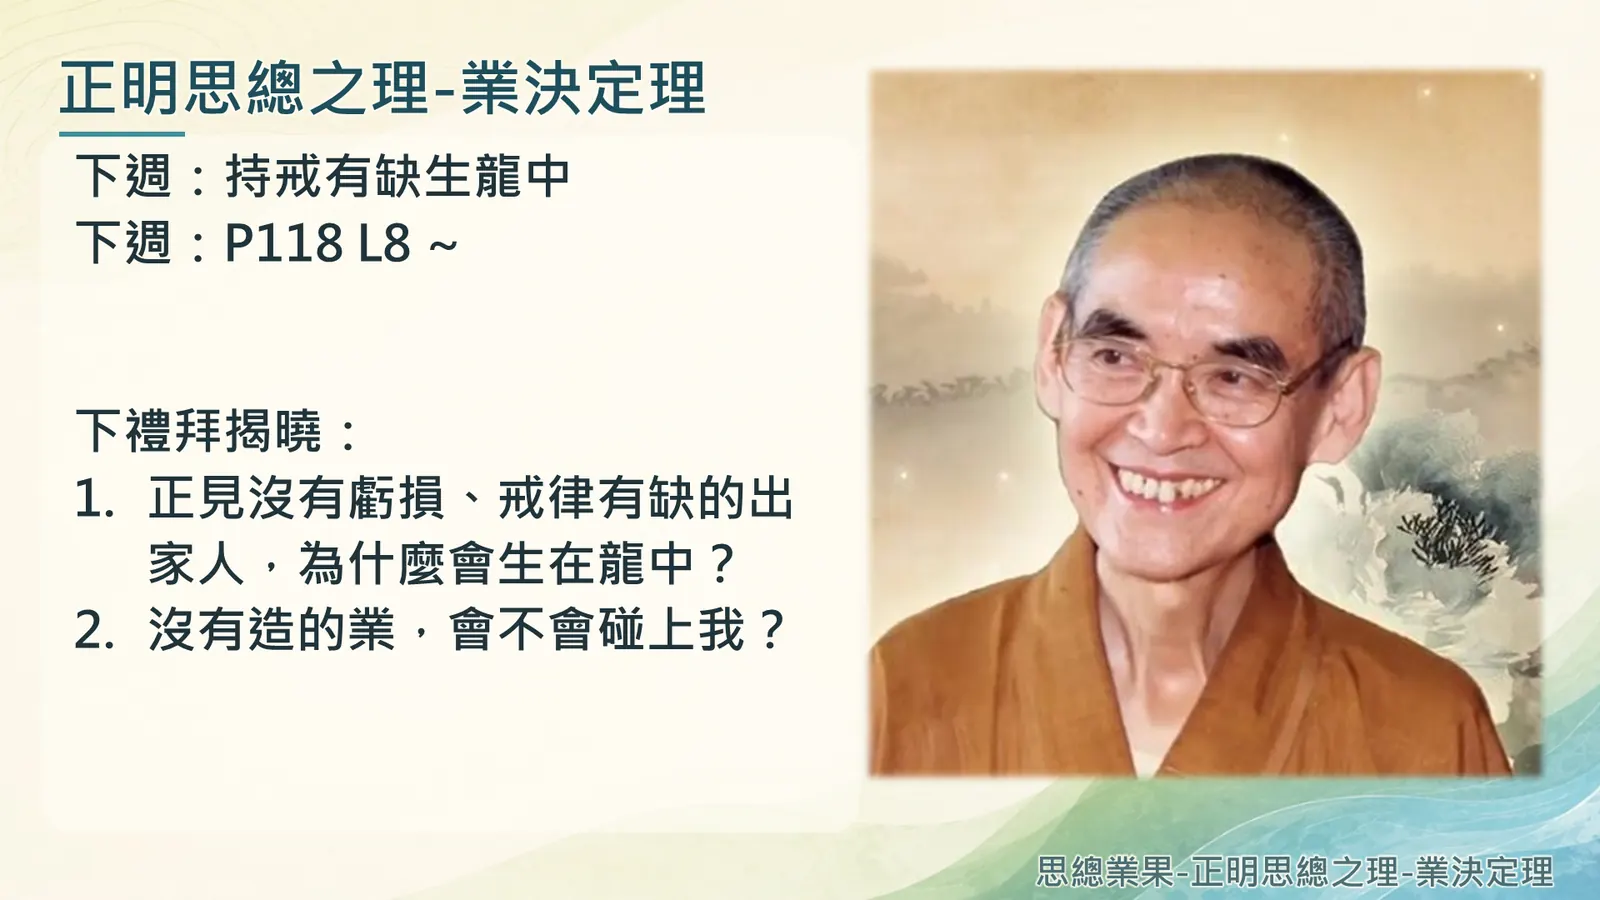 正明思總之理-業決定理
下週：持戒有缺生龍中
下週：P118 L8 ~
下禮拜揭曉：
1. 正見沒有虧損、戒律有缺的出
家人，為什麼會生在龍中？
2. 沒有造的業，會不會碰上我？
思總業果-正明思總之理-業決定理